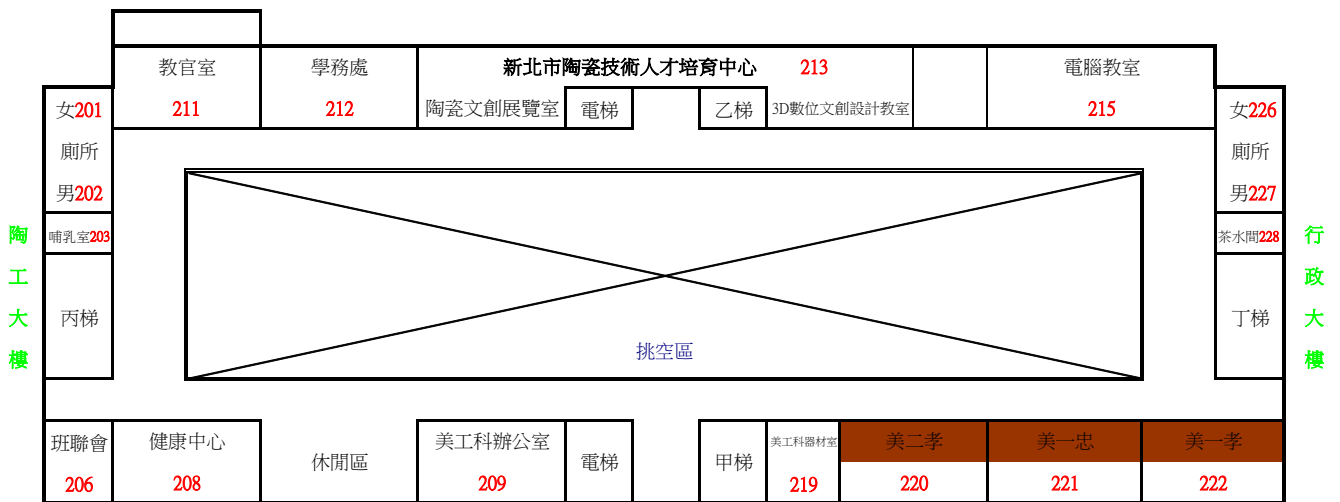 教官室 學務處 新北市陶瓷技術人才培育中心 213 電腦教室
女201 211 212 陶瓷文創展覽室 電梯 乙梯 3D數位文創設計教室 215 女226
廁所 廁所
男202 男227
陶 哺乳室203 茶水間228 行
工 政
大 丙梯 丁梯 大
樓 挑空區 樓
班聯會 健康中心 美工科辦公室 美工科器材室 美二孝 美一忠 美一孝
休閒區 電梯 甲梯
206 208 209 219 220 221 222